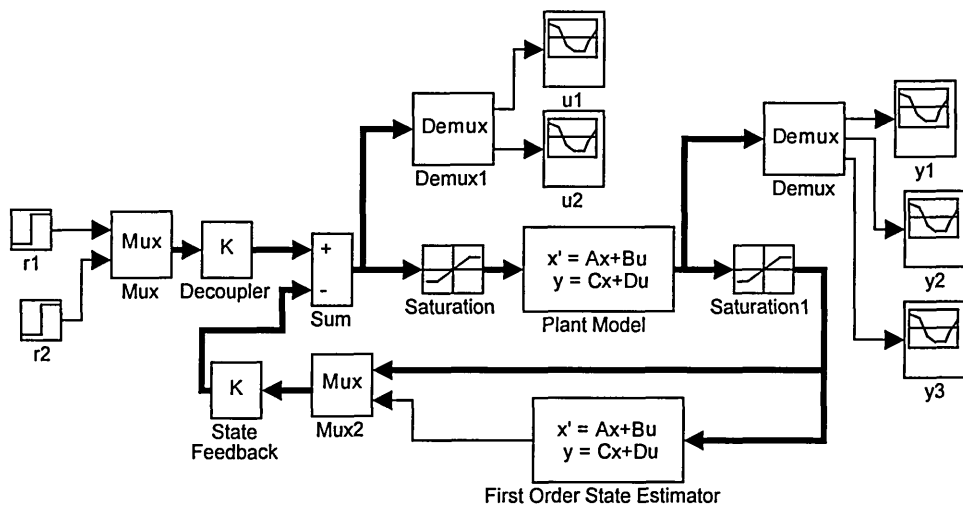 u1
Demux
Demux1
u2
Demux
Demux
y1
y2
y3
r1
Mux
Mux
K
Decoupler
+
-
Sum
Saturation
x' = Ax+Bu
y = Cx+Du
Plant Model
Saturation1
r2
K
State
Feedback
Mux
Mux2
x' = Ax+Bu
y = Cx+Du
First Order State Estimator